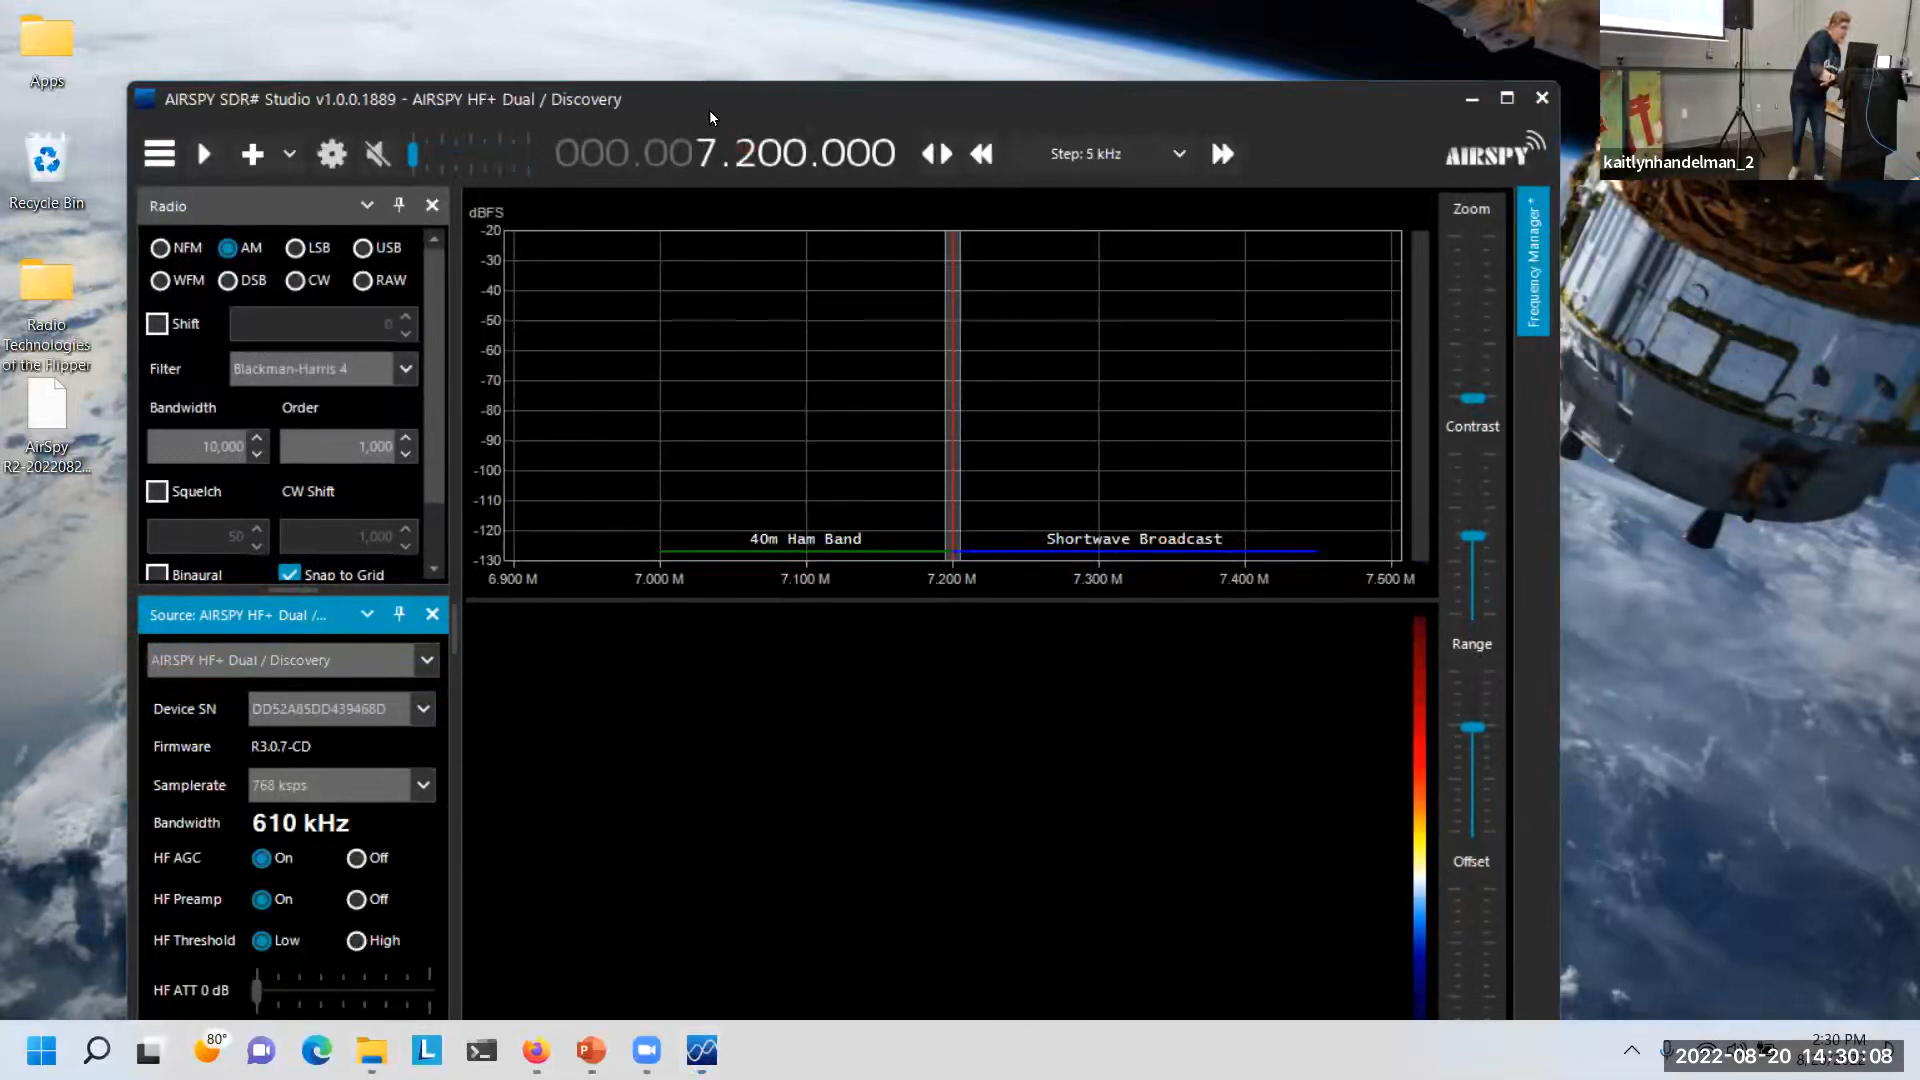 Apps
Recycle Bin
Radio
Technologies
of the Flipper
AirSpy
R2-2022082...
AIRSPY SDR# Studio v1.0.0.1889 - AIRSPY HF+ Dual / Discovery
000.007.200.000
Step: 5 kHz
AIRSPY
kaitlynhandelman_2
Radio
NFM AM LSB USB
WFM DSB CW RAW
Shift 0
Filter Blackman-Harris 4
Bandwidth Order
10,000 1,000
Squelch CW Shift
50 1,000
Binaural Snap to Grid
Source: AIRSPY HF+ Dual /...
AIRSPY HF+ Dual / Discovery
Device SN DD52A85DD439468D
Firmware R3.0.7-CD
Samplerate 768 ksps
Bandwidth 610 kHz
HF AGC On Off
HF Preamp On Off
HF Threshold Low High
HF ATT 0 dB
dBFS
-20
-30
-40
-50
-60
-70
-80
-90
-100
-110
-120
-130
40m Ham Band Shortwave Broadcast
6.900 M 7.000 M 7.100 M 7.200 M 7.300 M 7.400 M 7.500 M
Zoom
Contrast
Range
Offset
Frequency Manager *
80°
2:30 PM
2022-08-20 14:30:08